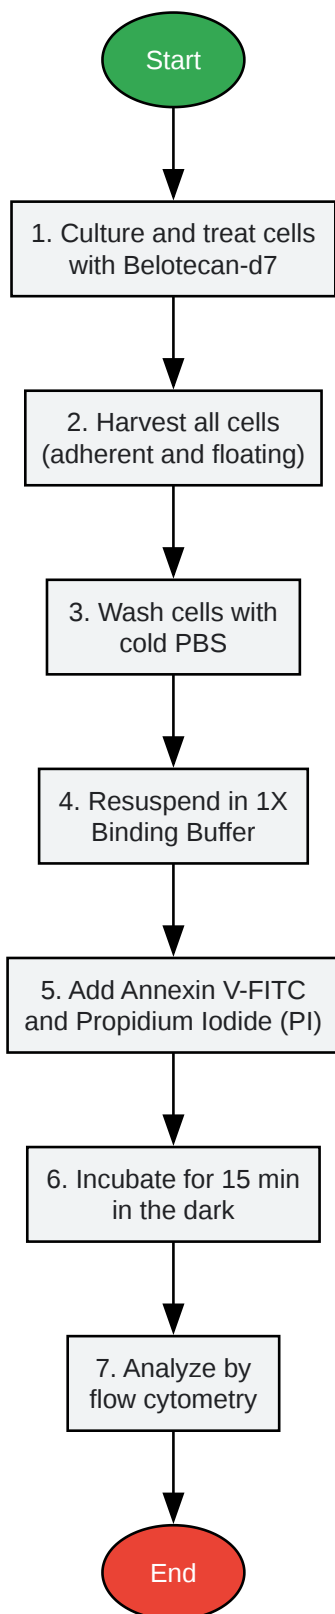 Start
1. Culture and treat cells
with Belotecan-d7
2. Harvest all cells
(adherent and floating)
3. Wash cells with
cold PBS
4. Resuspend in 1X
Binding Buffer
5. Add Annexin V-FITC
and Propidium Iodide (PI)
6. Incubate for 15 min
in the dark
7. Analyze by
flow cytometry
End